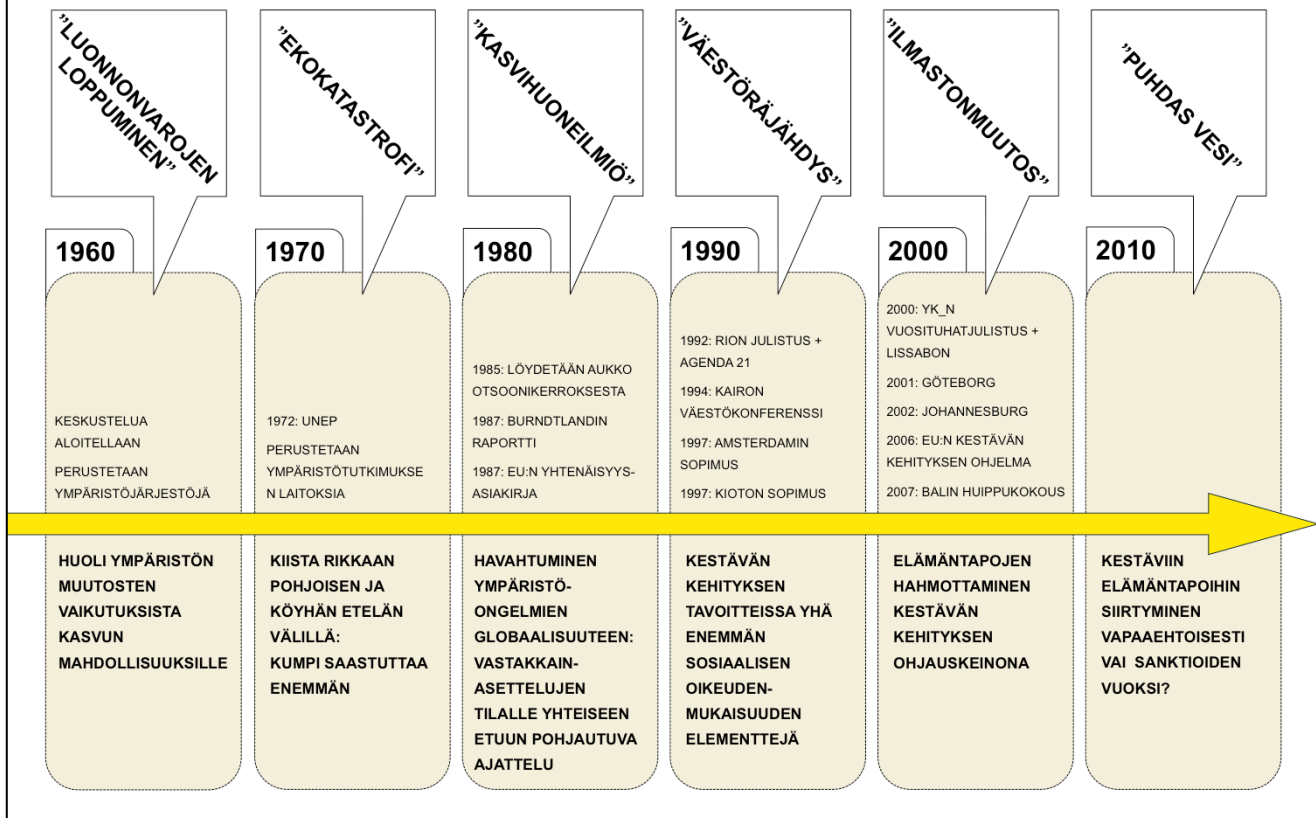 "LUONNONVAROJEN
LOPPUMINEN"
"EKOKATASTROFI"
"KASVIHUONEILMIÖ"
"VÄESTÖRÄJÄHDYS"
"ILMASTONMUUTOS"
"PUHDAS VESI"
1960
KESKUSTELUA
ALOITELLAAN
PERUSTETAAN
YMPÄRISTÖJÄRJESTÖJÄ
HUOLI YMPÄRISTÖN
MUUTOSTEN
VAIKUTUKSISTA
KASVUN
MAHDOLLISUUKSILLE
1970
1972: UNEP
PERUSTETAAN
YMPÄRISTÖTUTKIMUKSE
N LAITOKSIA
KIISTA RIKKAAN
POHJOISEN JA
KÖYHÄN ETELÄN
VÄLILLÄ:
KUMPI SAASTUTTAA
ENEMMÄN
1980
1985: LÖYDETÄÄN AUKKO
OTSOONIKERROKSESTA
1987: BURNDTLANDIN
RAPORTTI
1987: EU:N YHTENÄISYYS-
ASIAKIRJA
HAVAHTUMINEN
YMPÄRISTÖ-
ONGELMIEN
GLOBAALISUUTEEN:
VASTAKKAIN-
ASETTELUJEN
TILALLE YHTEISEEN
ETUUN POHJAUTUVA
AJATTELU
1990
1992: RION JULISTUS +
AGENDA 21
1994: KAIRON
VÄESTÖKONFERENSSI
1997: AMSTERDAMIN
SOPIMUS
1997: KIOTON SOPIMUS
KESTÄVÄN
KEHITYKSEN
TAVOITTEISSA YHÄ
ENEMMÄN
SOSIAALISEN
OIKEUDEN-
MUKAISUUDEN
ELEMENTTEJÄ
2000
2000: YK_N
VUOSITUHATJULISTUS +
LISSABON
2001: GÖTEBORG
2002: JOHANNESBURG
2006: EU:N KESTÄVÄN
KEHITYKSEN OHJELMA
2007: BALIN HUIPPUKOKOUS
ELÄMÄNTAPOJEN
HAHMOTTAMINEN
KESTÄVÄN
KEHITYKSEN
OHJAUSKEINONA
2010
KESTÄVIIN
ELÄMÄNTAPOIHIN
SIIRTYMINEN
VAPAAEHTOISESTI
VAI SANKTIOIDEN
VUOKSI?